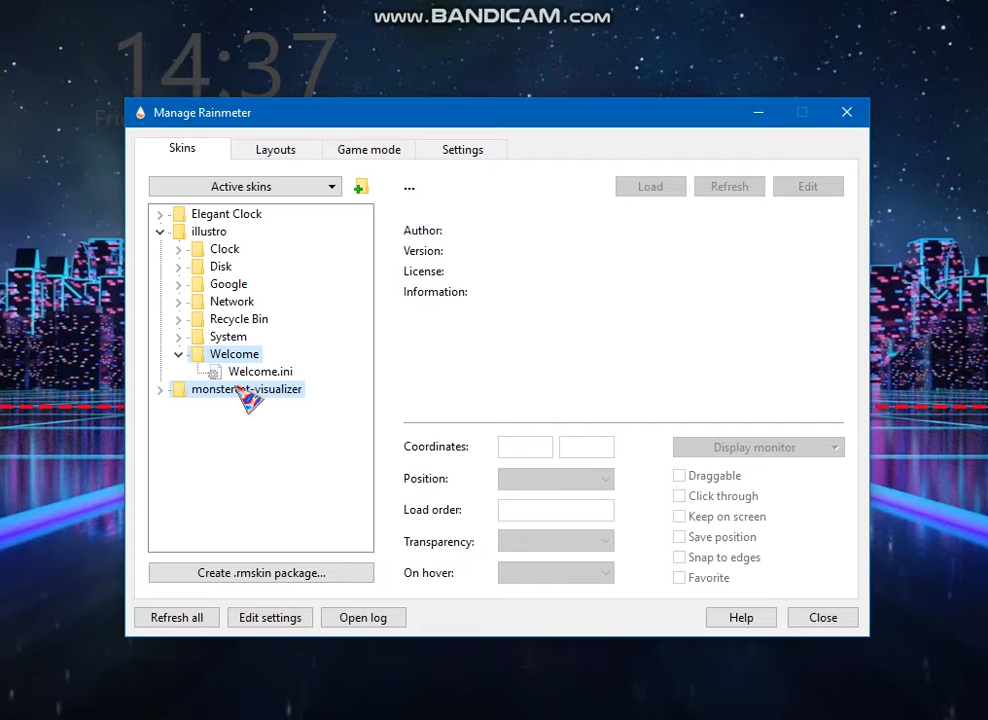 www.BANDICAM.com
14:37
Manage Rainmeter
Skins
Layouts
Game mode
Settings
Active skins
...
Load
Refresh
Edit
Elegant Clock
illustro
Clock
Disk
Google
Network
Recycle Bin
System
Welcome
Welcome.ini
Author:
Version:
License:
Information:
Coordinates:
Display monitor
Position:
Load order:
Transparency:
On hover:
Draggable
Click through
Keep on screen
Save position
Snap to edges
Favorite
Create .rmskin package...
Refresh all
Edit settings
Open log
Help
Close